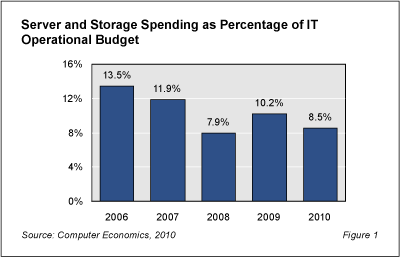 Server and Storage Spending as Percentage of IT
Operational Budget
16%
12%
8%
4%
0%
13.5%
11.9%
7.9%
10.2%
8.5%
2006 2007 2008 2009 2010
Source: Computer Economics, 2010 Figure 1